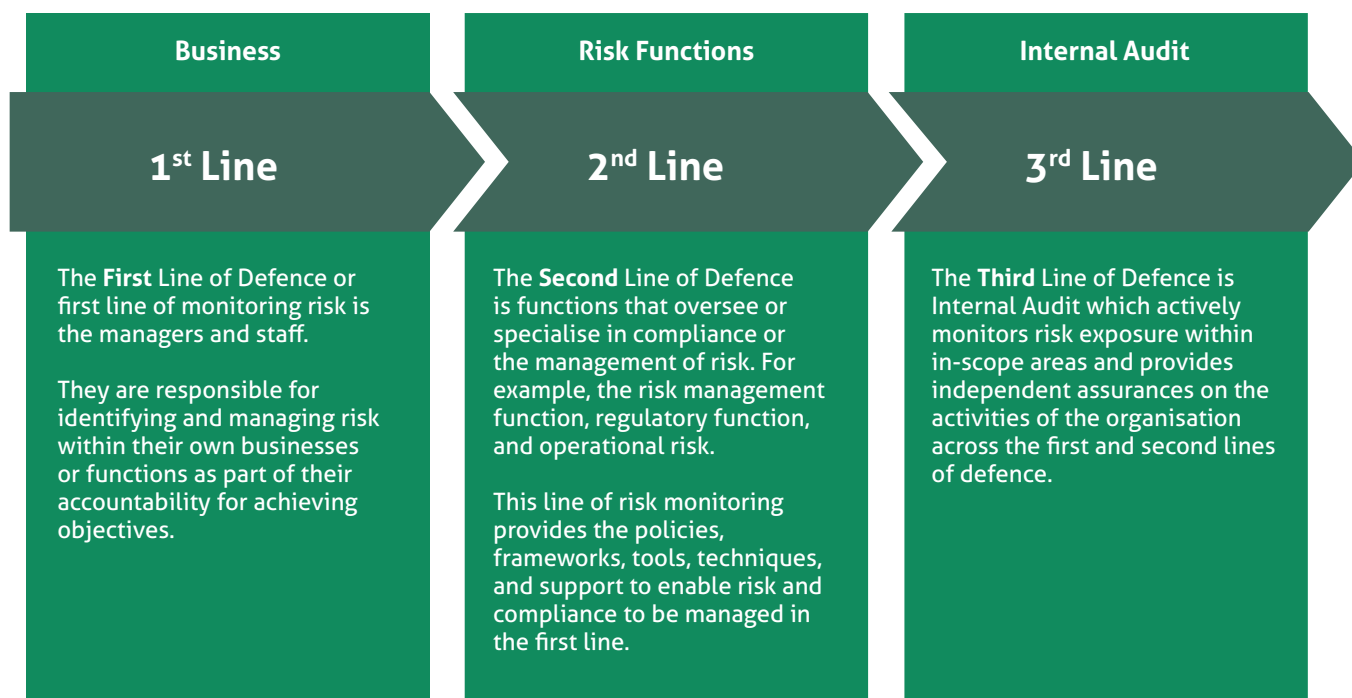 Business
1st Line
The First Line of Defence or
first line of monitoring risk is
the managers and staff.
They are responsible for
identifying and managing risk
within their own businesses
or functions as part of their
accountability for achieving
objectives.
Risk Functions
2nd Line
The Second Line of Defence
is functions that oversee or
specialise in compliance or
the management of risk. For
example, the risk management
function, regulatory function,
and operational risk.
This line of risk monitoring
provides the policies,
frameworks, tools, techniques,
and support to enable risk and
compliance to be managed in
the first line.
Internal Audit
3rd Line
The Third Line of Defence is
Internal Audit which actively
monitors risk exposure within
in-scope areas and provides
independent assurances on the
activities of the organisation
across the first and second lines
of defence.